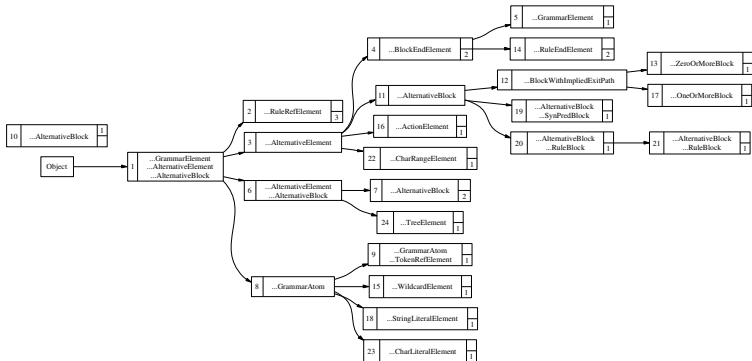 5 ...GrammarElement 1
4 ...BlockEndElement 2
14 ...RuleEndElement 2
13 ...ZeroOrMoreBlock 1
12 ...BlockWithImpliedExitPath
11 ...AlternativeBlock
17 ...OneOrMoreBlock 1
2 ...RuleRefElement 3
19 ...AlternativeBlock 1
...SynPredBlock
10 ...AlternativeBlock 1
16 ...ActionElement 1
3 ...AlternativeElement
20 ...AlternativeBlock
...RuleBlock 1
21 ...AlternativeBlock
...RuleBlock 1
22 ...CharRangeElement 1
Object
1 ...GrammarElement
...AlternativeElement
...AlternativeBlock
6 ...AlternativeElement
...AlternativeBlock
7 ...AlternativeBlock 2
24 ...TreeElement 1
9 ...GrammarAtom
...TokenRefElement 1
8 ...GrammarAtom
15 ...WildcardElement 1
18 ...StringLiteralElement 1
23 ...CharLiteralElement 1